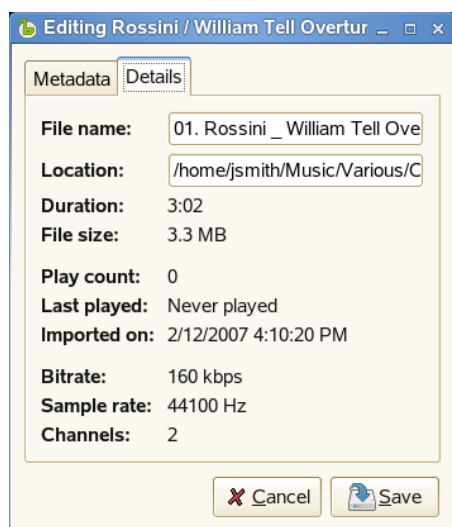 Editing Rossini / William Tell Overtur
Metadata Details
File name: 01. Rossini _ William Tell Ove
Location: /home/jsmith/Music/Various/C
Duration: 3:02
File size: 3.3 MB
Play count: 0
Last played: Never played
Imported on: 2/12/2007 4:10:20 PM
Bitrate: 160 kbps
Sample rate: 44100 Hz
Channels: 2
Cancel Save